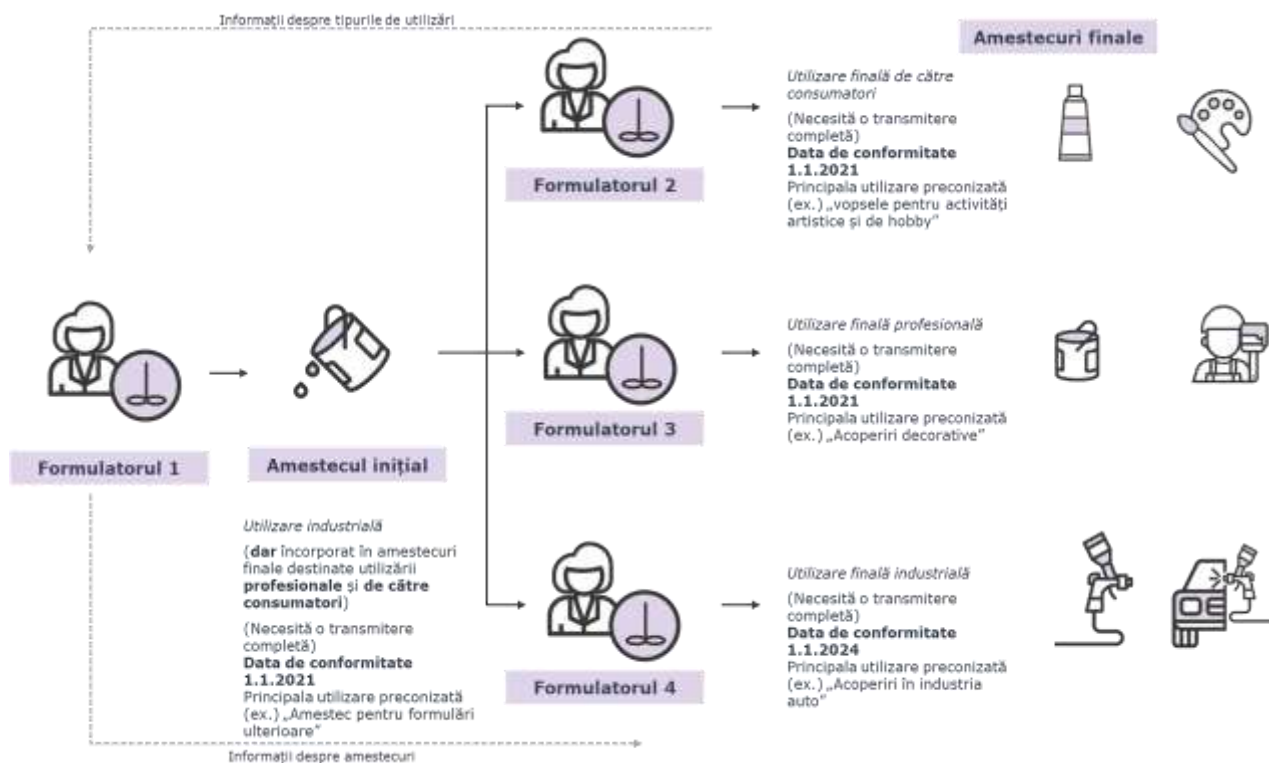 Informații despre tipurile de utilizări
Amestecuri finale
Utilizare finală de către
consumatori
(Necesită o transmitere
completă)
Data de conformitate
1.1.2021
Principala utilizare preconizată
(ex.) „vopsele pentru activități
artistice și de hobby”
Formulatorul 2
Utilizare finală profesională
(Necesită o transmitere
completă)
Data de conformitate
1.1.2021
Principala utilizare preconizată
(ex.) „Acoperiri decorative”
Formulatorul 3
Formulatorul 1
Amestecul inițial
Utilizare industrială
(dar încorporat în amestecuri
finale destinate utilizării
profesionale și de către
consumatori)
(Necesită o transmitere
completă)
Data de conformitate
1.1.2021
Principala utilizare preconizată
(ex.) „Amestec pentru formulări
ulterioare”
Utilizare finală industrială
(Necesită o transmitere
completă)
Data de conformitate
1.1.2024
Principala utilizare preconizată
(ex.) „Acoperiri în industria
auto”
Formulatorul 4
Informații despre amestecuri